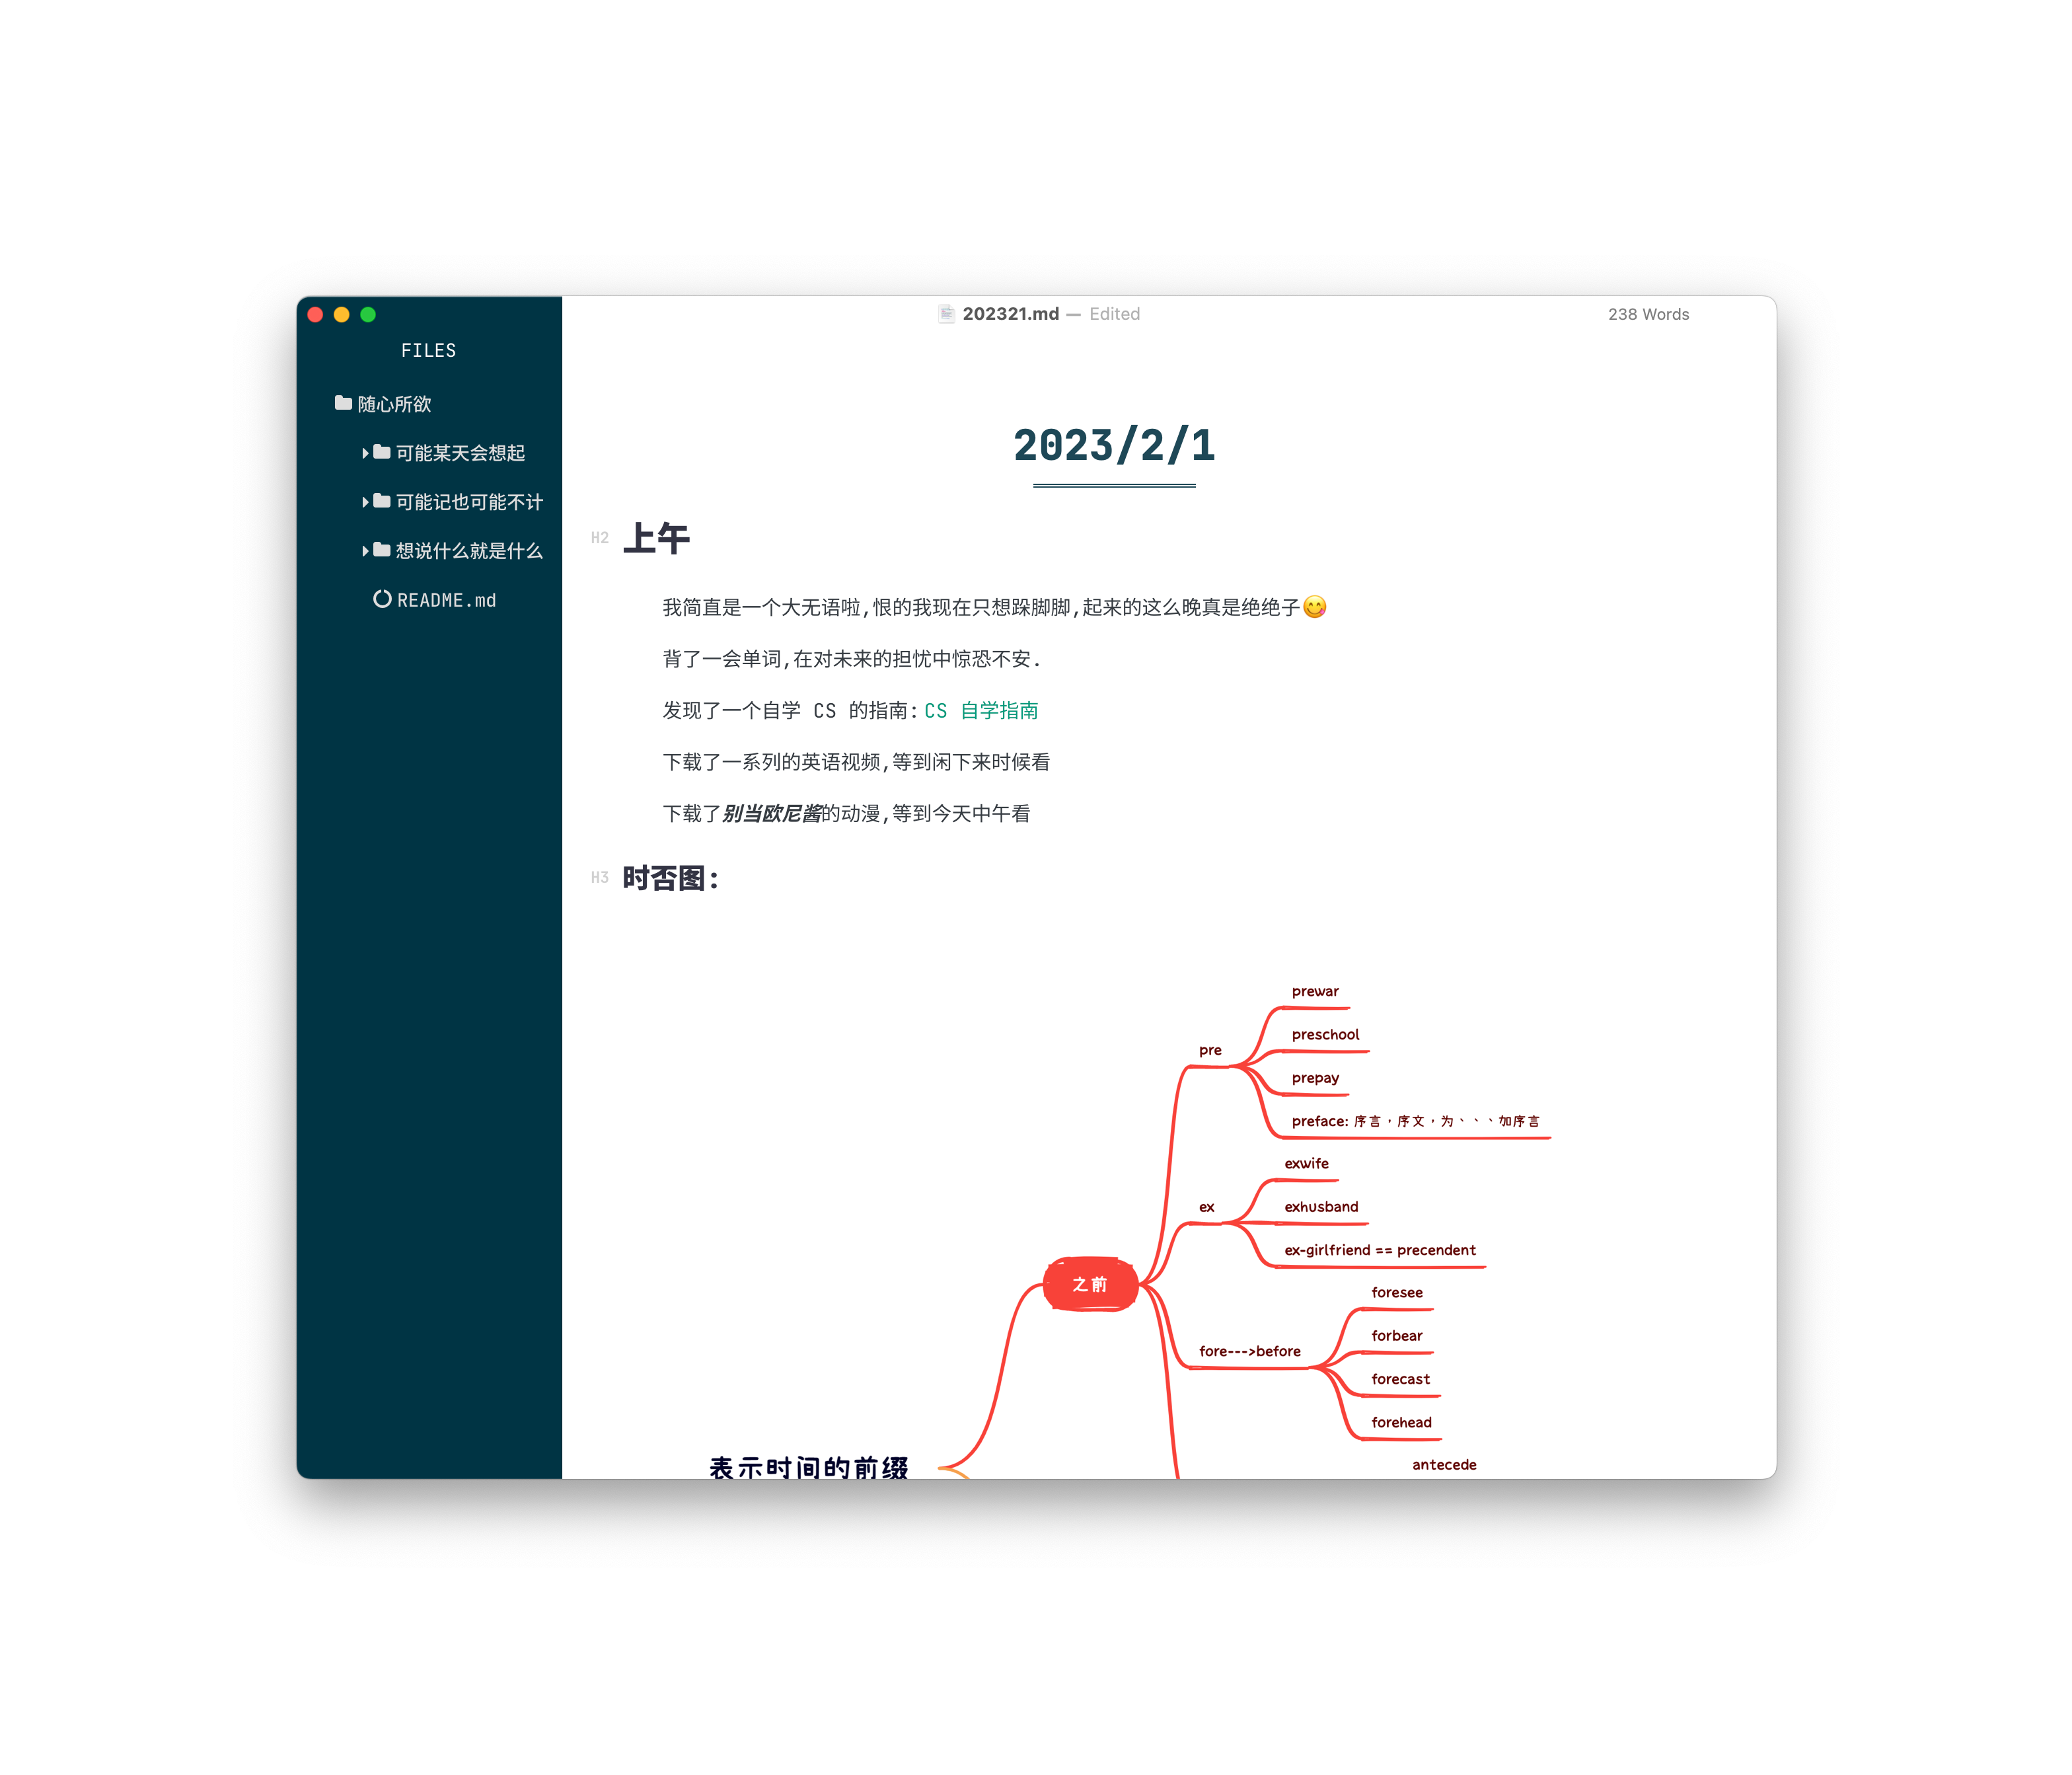 202321.md — Edited
238 Words
FILES
随心所欲
可能某天会想起
可能记也可能不计
想说什么就是什么
README.md
2023/2/1
H2 上午
我简直是一个大无语啦,恨的我现在只想跺脚脚,起来的这么晚真是绝绝子😋
背了一会单词,在对未来的担忧中惊恐不安.
发现了一个自学 CS 的指南:CS 自学指南
下载了一系列的英语视频,等到闲下来时候看
下载了别当欧尼酱的动漫,等到今天中午看
H3 时否图:
表示时间的前缀
之前
pre
prewar
preschool
prepay
preface: 序言，序文，为、、、加序言
ex
exwife
exhusband
ex-girlfriend == precendent
fore--->before
foresee
forbear
forecast
forehead
antecede